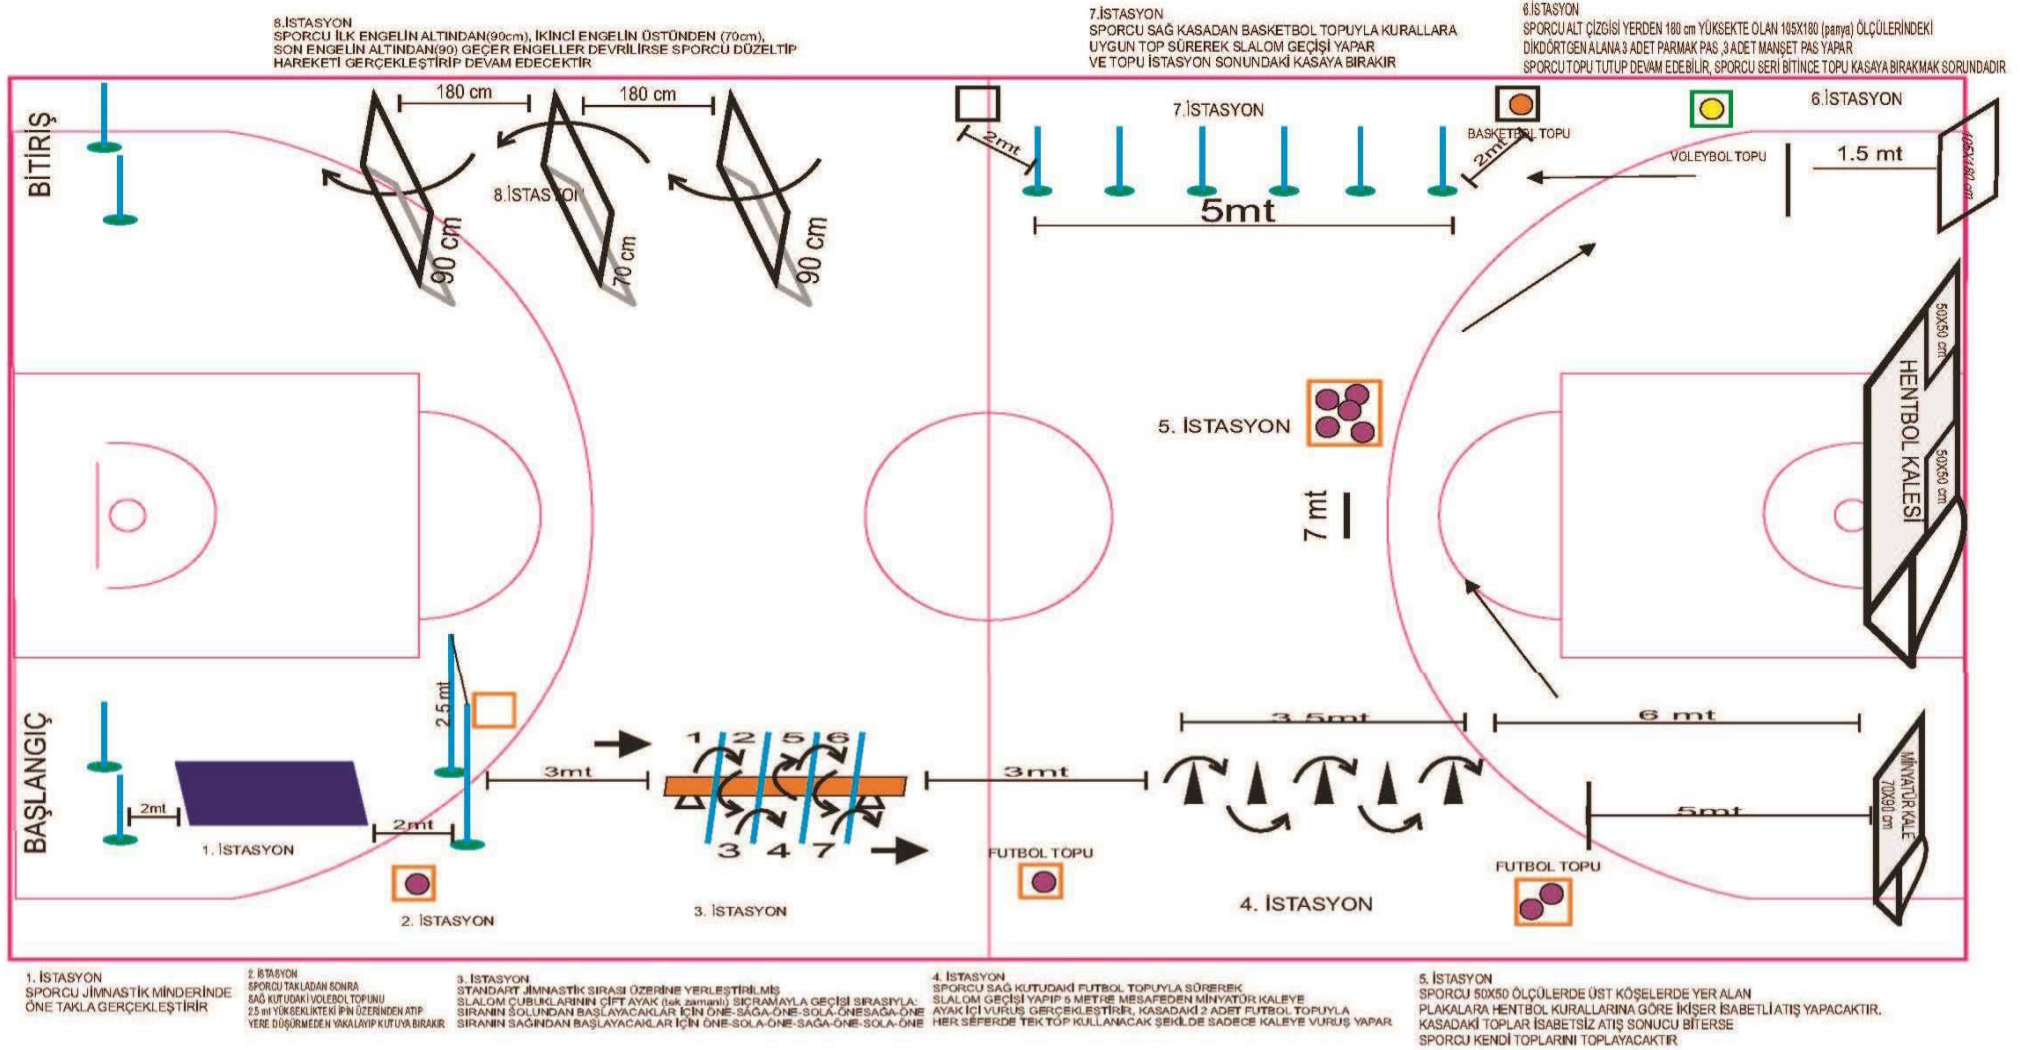 8.İSTASYON
SPORCU İLK ENGELİN ALTINDAN(90cm), İKİNCİ ENGELİN ÜSTÜNDEN (70cm),
SON ENGELİN ALTINDAN(90) GEÇER ENGELLER DEVRİLİRSE SPORCU DÜZELTİP
HAREKETİ GERÇEKLEŞTİRİP DEVAM EDECEKTİR
7.İSTASYON
SPORCU SAĞ KASADAN BASKETBOL TOPUYLA KURALLARA
UYGUN TOP SÜREREK SLALOM GEÇİŞİ YAPAR
VE TOPU İSTASYON SONUNDAKİ KASAYA BIRAKIR
6.İSTASYON
SPORCU ALT ÇİZGİSİ YERDEN 180 cm YÜKSEKTE OLAN 105X180 (panya) ÖLÇÜLERİNDEKİ
DİKDÖRTGEN ALANA 3 ADET PARMAK PAS ,3 ADET MANŞET PAS YAPAR
SPORCU TOPU TUTUP DEVAM EDEBİLİR, SPORCU SERİ BİTİNCE TOPU KASAYA BIRAKMAK SORUNDADIR
BİTİRİŞ
180 cm
180 cm
8.İSTASYON
90 cm
70 cm
90 cm
2mt
7.İSTASYON
5mt
BASKETBOL TOPU
2mt
6.İSTASYON
VOLEYBOL TOPU
1.5 mt
105X180 cm
5. İSTASYON
7 mt
HENTBOL KALESİ
50X50 cm
50X50 cm
BAŞLANGIÇ
2mt
1. İSTASYON
2mt
2.5 mt
2. İSTASYON
3mt
1 2 5 6
3 4 7
3. İSTASYON
3mt
FUTBOL TOPU
3.5mt
4. İSTASYON
6 mt
5mt
FUTBOL TOPU
MİNYATÜR KALE
70X90 cm
1. İSTASYON
SPORCU JİMNASTİK MİNDERİNDE
ÖNE TAKLA GERÇEKLEŞTİRİR
2. İSTASYON
SPORCU TAKLADAN SONRA
SAĞ KUTUDAKİ VOLEBOL TOPUNU
2.5 mt YÜKSEKLİKTEKİ İPİN ÜZERİNDEN ATIP
YERE DÜŞÜRMEDEN YAKALAYIP KUTUYA BIRAKIR
3. İSTASYON
STANDART JİMNASTİK SIRASI ÜZERİNE YERLEŞTİRİLMİŞ
SLALOM ÇUBUKLARININ ÇİFT AYAK (tek zamanlı) SIÇRAMAYLA GEÇİŞİ SIRASIYLA:
SIRANIN SOLUNDAN BAŞLAYACAKLAR İÇİN ÖNE-SAĞA-ÖNE-SOLA-ÖNESAĞA-ÖNE
SIRANIN SAĞINDAN BAŞLAYACAKLAR İÇİN ÖNE-SOLA-ÖNE-SAĞA-ÖNE-SOLA-ÖNE
4. İSTASYON
SPORCU SAĞ KUTUDAKİ FUTBOL TOPUYLA SÜREREK
SLALOM GEÇİŞİ YAPIP 5 METRE MESAFEDEN MİNYATÜR KALEYE
AYAK İÇİ VURUŞ GERÇEKLEŞTİRİR, KASADAKİ 2 ADET FUTBOL TOPUYLA
HER SEFERDE TEK TOP KULLANACAK ŞEKİLDE SADECE KALEYE VURUŞ YAPAR
5. İSTASYON
SPORCU 50X50 ÖLÇÜLERDE ÜST KÖŞELERDE YER ALAN
PLAKALARA HENTBOL KURALLARINA GÖRE İKİŞER İSABETLİ ATIŞ YAPACAKTIR.
KASADAKİ TOPLAR İSABETSİZ ATIŞ SONUCU BİTERSE
SPORCU KENDİ TOPLARINI TOPLAYACAKTIR